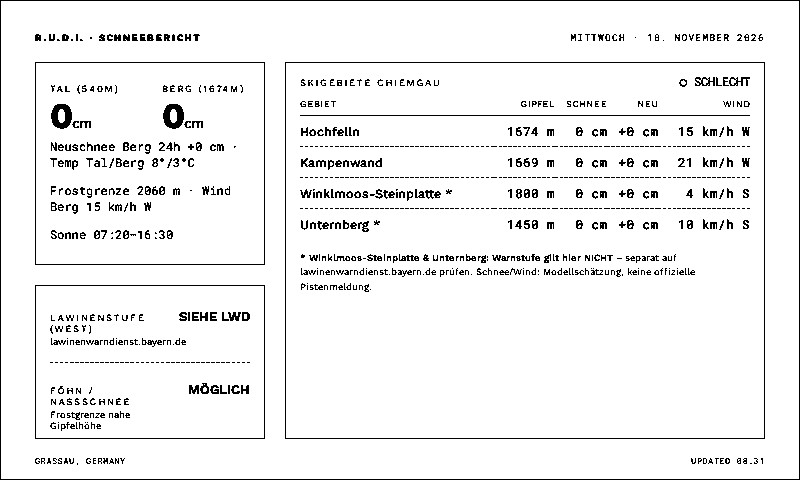 R.U.D.I. · SCHNEEBERICHT
MITTWOCH · 18. NOVEMBER 2026
TAL (540M) BERG (1674M)
0cm 0cm
Neuschnee Berg 24h +0 cm ·
Temp Tal/Berg 8°/3°C
Frostgrenze 2060 m · Wind
Berg 15 km/h W
Sonne 07:20–16:30
LAWINENSTUFE (WEST) SIEHE LWD
lawinenwarndienst.bayern.de
FÖHN / NASSSCHNEE MÖGLICH
Frostgrenze nahe
Gipfelhöhe
SKIGEBIETE CHIEMGAU SCHLECHT
GEBIET GIPFEL SCHNEE NEU WIND
Hochfelln 1674 m 0 cm +0 cm 15 km/h W
Kampenwand 1669 m 0 cm +0 cm 21 km/h W
Winklmoos-Steinplatte * 1800 m 0 cm +0 cm 4 km/h S
Unternberg * 1450 m 0 cm +0 cm 10 km/h S
* Winklmoos-Steinplatte & Unternberg: Warnstufe gilt hier NICHT – separat auf
lawinenwarndienst.bayern.de prüfen. Schnee/Wind: Modellschätzung, keine offizielle
Pistenmeldung.
GRASSAU, GERMANY
UPDATED 08.31